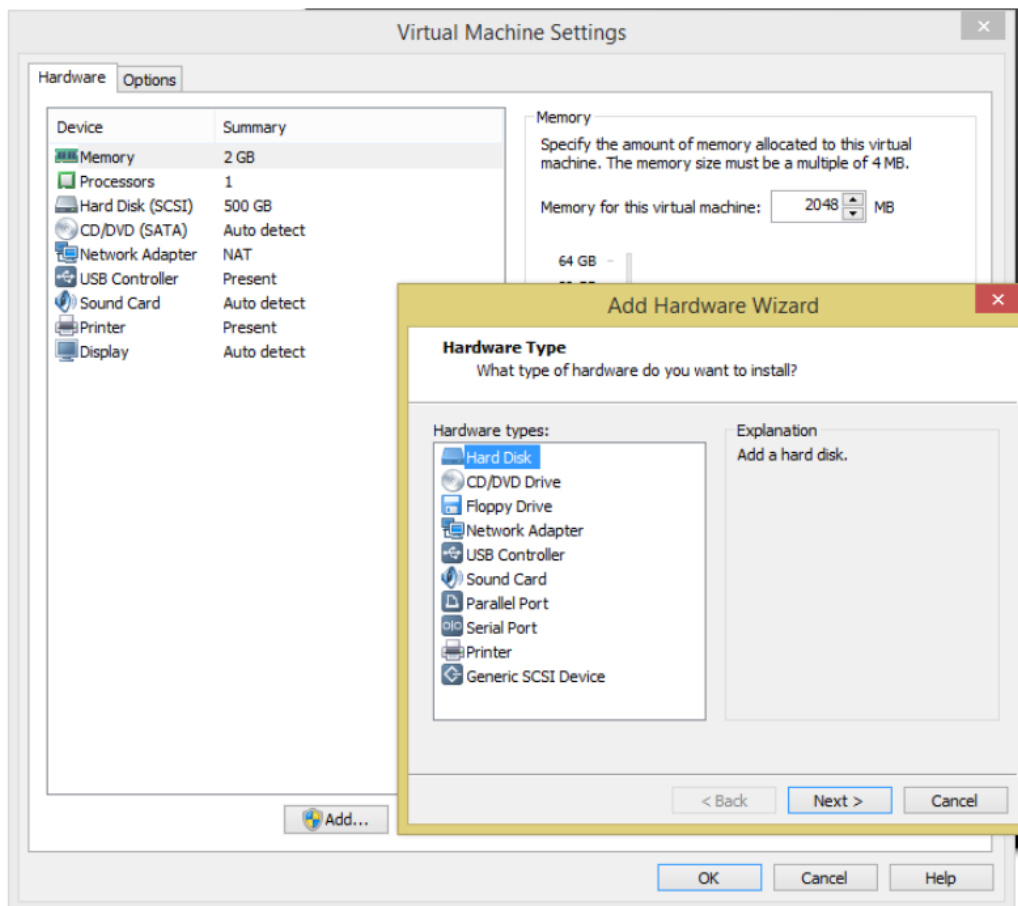 Virtual Machine Settings
Hardware
Options
Device Summary
Memory 2 GB
Processors 1
Hard Disk (SCSI) 500 GB
CD/DVD (SATA) Auto detect
Network Adapter NAT
USB Controller Present
Sound Card Auto detect
Printer Present
Display Auto detect
Add...
Memory
Specify the amount of memory allocated to this virtual
machine. The memory size must be a multiple of 4 MB.
Memory for this virtual machine: 2048 MB
64 GB
Add Hardware Wizard
Hardware Type
What type of hardware do you want to install?
Hardware types:
Hard Disk
CD/DVD Drive
Floppy Drive
Network Adapter
USB Controller
Sound Card
Parallel Port
Serial Port
Printer
Generic SCSI Device
Explanation
Add a hard disk.
< Back Next > Cancel
OK Cancel Help